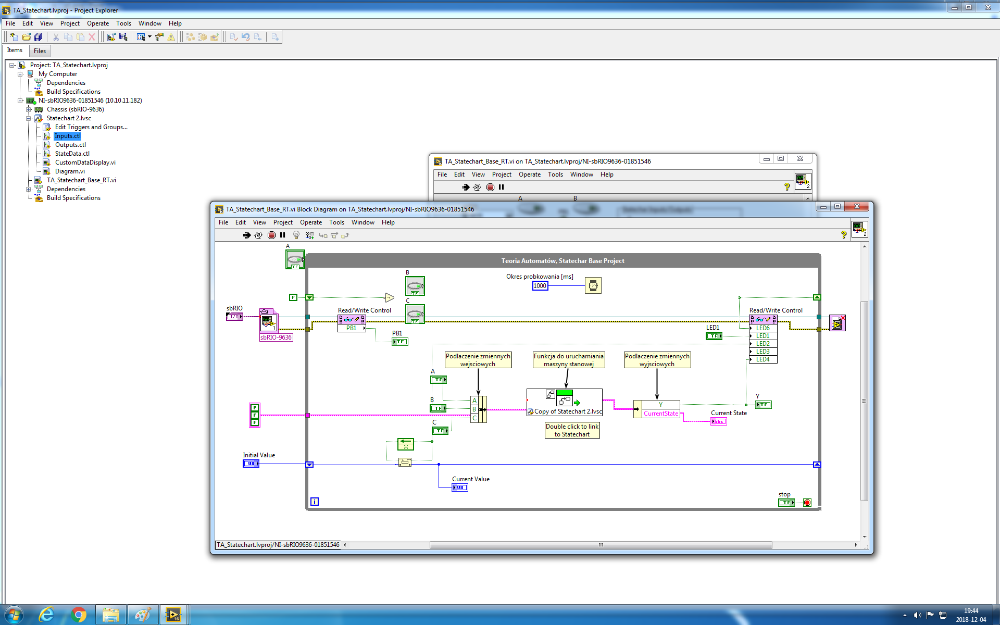 TA_Statechart.lvproj - Project Explorer
File Edit View Project Operate Tools Window Help
Items Files
Project: TA_Statechart.lvproj
My Computer
Dependencies
Build Specifications
NI-sbRIO9636-01851546 (10.10.11.182)
Chassis (sbRIO-9636)
Statechart 2.lvsc
Edit Triggers and Groups...
Inputs.ctl
Outputs.ctl
StateData.ctl
CustomDataDisplay.vi
Diagram.vi
TA_Statechart_Base_RT.vi
Dependencies
Build Specifications
TA_Statechart_Base_RT.vi on TA_Statechart.lvproj/NI-sbRIO9636-01851546
File Edit View Project Operate Tools Window Help
2
A B
TA_Statechart_Base_RT.vi Block Diagram on TA_Statechart.lvproj/NI-sbRIO9636-01851546
File Edit View Project Operate Tools Window Help
2
A
TF
Teoria Automatów, Statechar Base Project
B
TF
Okres probkowania [ms]
1000
F
C
TF
sbRIO
I/O
1
sbRIO-9636
Read/Write Control
PB1
PB1
TF
Read/Write Control
LED6
LED1
LED2
LED3
LED4
LED1
TF
Podlaczenie zmiennych
wejsciowych
Funkcja do uruchamiania
maszyny stanowej
Podlaczenie zmiennych
wyjsciowych
A
TF
B
TF
C
TF
A
B
C
Copy of Statechart 2.lvsc
Double click to link
to Statechart
Y
CurrentState
Y
TF
Current State
abc
F
F
F
Initial Value
U8
Current Value
U8
i
stop
TF
TA_Statechart.lvproj/NI-sbRIO9636-01851546
16
19:44
2018-12-04